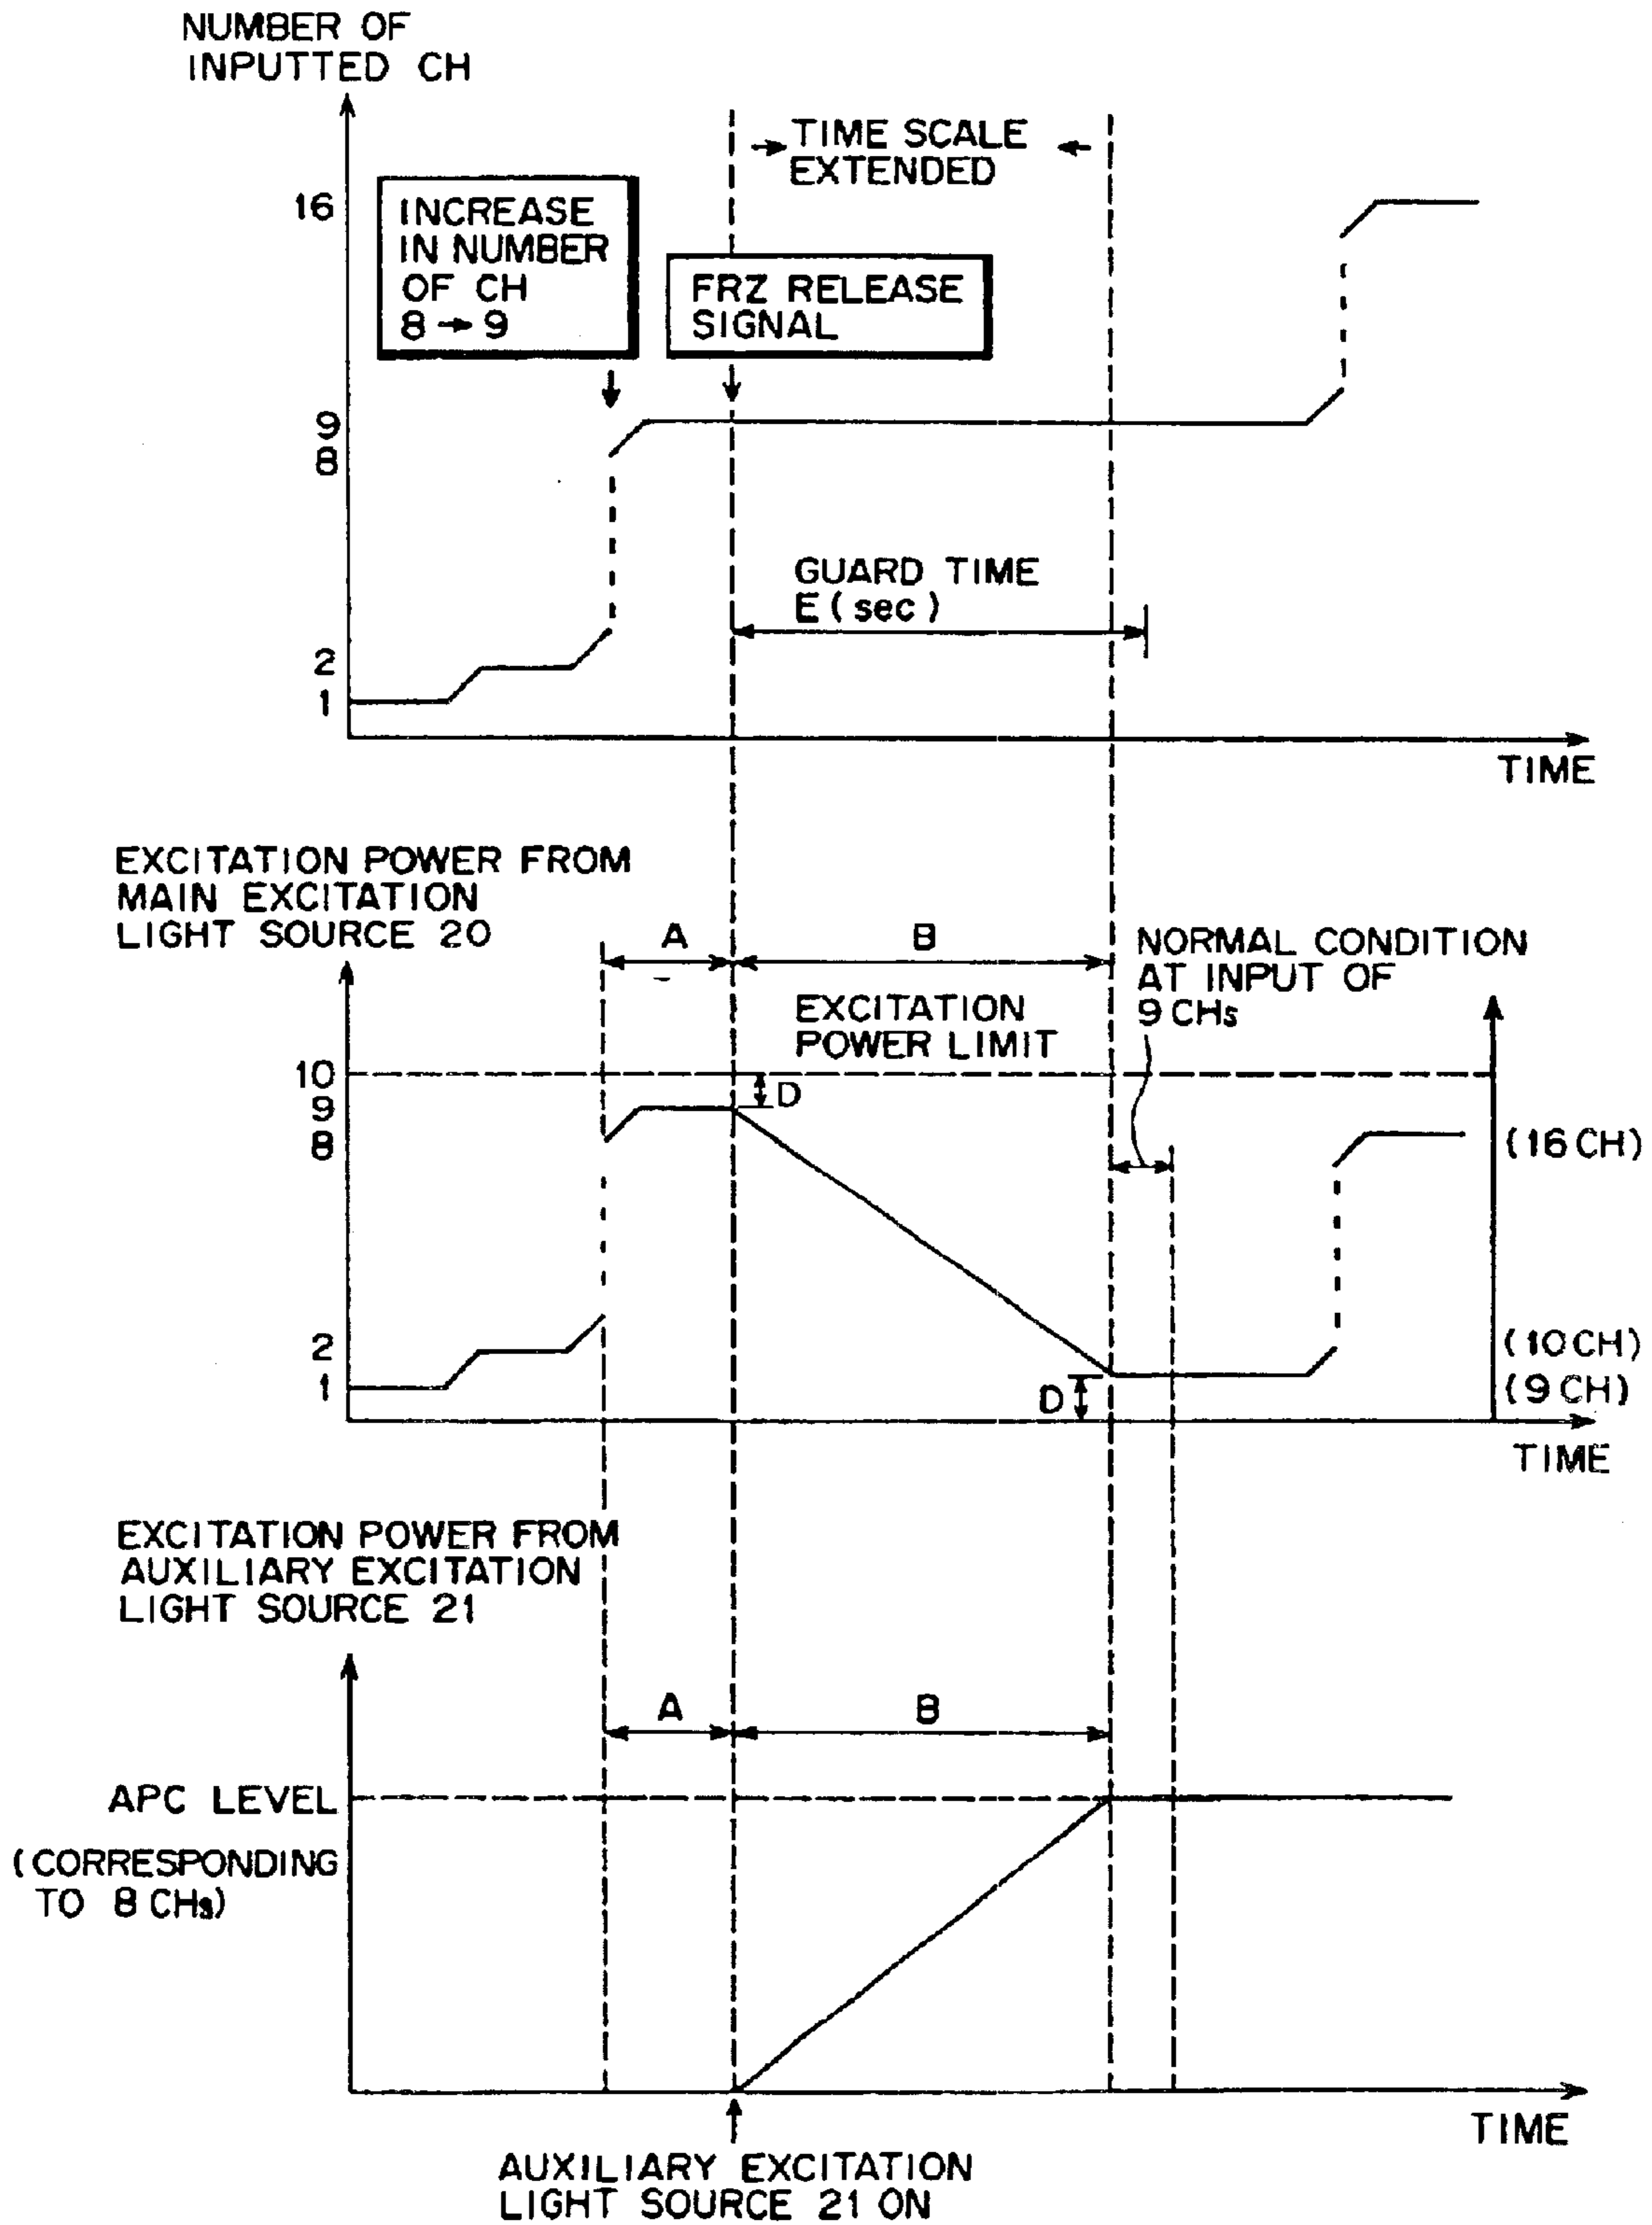 NUMBER OF
INPUTTED CH
→ TIME SCALE ←
EXTENDED
16
INCREASE
IN NUMBER
OF CH
8 → 9
FRZ RELEASE
SIGNAL
9
8
GUARD TIME
E (sec)
2
1
TIME
EXCITATION POWER FROM
MAIN EXCITATION
LIGHT SOURCE 20
A
B
NORMAL CONDITION
AT INPUT OF
9 CHs
EXCITATION
POWER LIMIT
10
D
9
8
(16 CH)
2
(10 CH)
1
D
(9 CH)
TIME
EXCITATION POWER FROM
AUXILIARY EXCITATION
LIGHT SOURCE 21
A
B
APC LEVEL
(CORRESPONDING
TO 8 CHs)
TIME
AUXILIARY EXCITATION
LIGHT SOURCE 21 ON